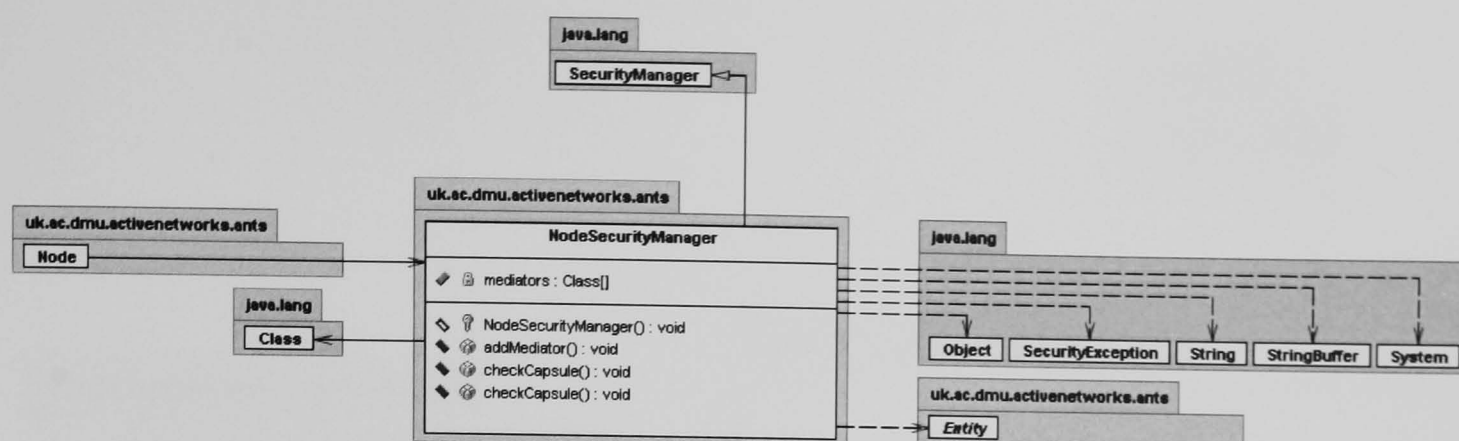 java.lang
SecurityManager
uk.ac.dmu.activenetworks.ants
Node
java.lang
Class
uk.ac.dmu.activenetworks.ants
NodeSecurityManager
mediators : Class[]
NodeSecurityManager() : void
addMediator() : void
checkCapsule() : void
checkCapsule() : void
java.lang
Object SecurityException String StringBuffer System
uk.ac.dmu.activenetworks.ants
Entity